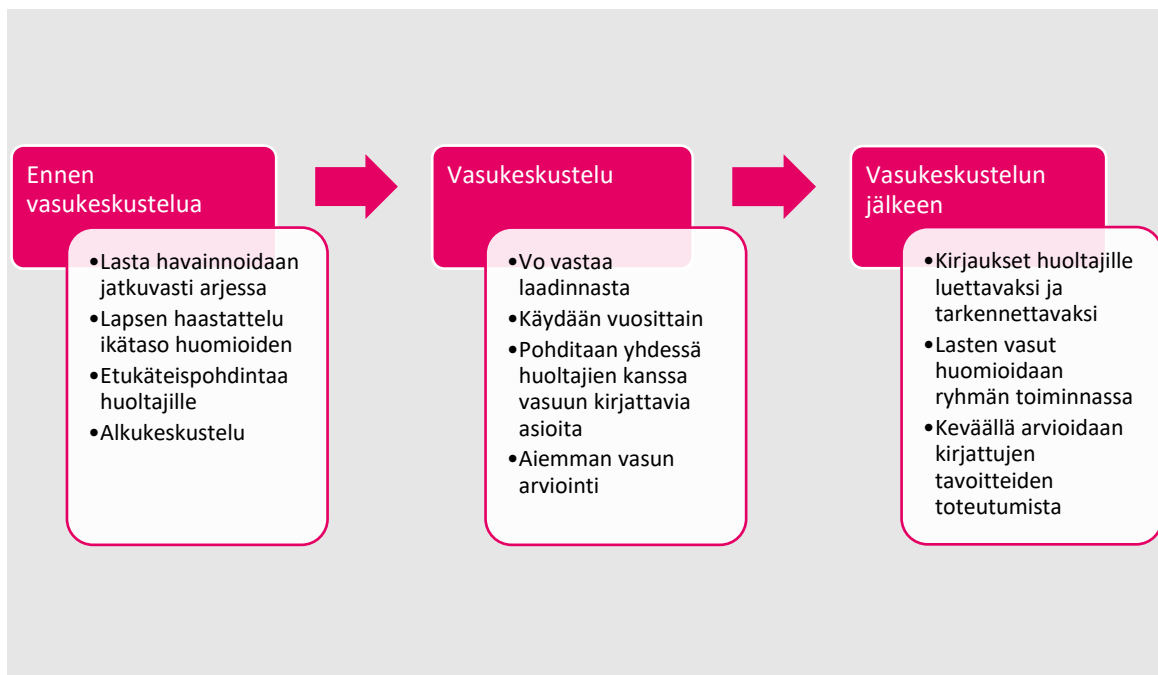 Ennen
vasukeskustelua
•Lasta havainnoidaan
jatkuvasti arjessa
•Lapsen haastattelu
ikätaso huomioiden
•Etukäteispohdintaa
huoltajille
•Alkukeskustelu
Vasukeskustelu
•Vo vastaa
laadinnasta
•Käydään vuosittain
•Pohditaan yhdessä
huoltajien kanssa
vasuun kirjattavia
asioita
•Aiemman vasun
arviointi
Vasukeskustelun
jälkeen
•Kirjaukset huoltajille
luettavaksi ja
tarkennettavaksi
•Lasten vasut
huomioidaan
ryhmän toiminnassa
•Keväällä arvioidaan
kirjattujen
tavoitteiden
toteutumista